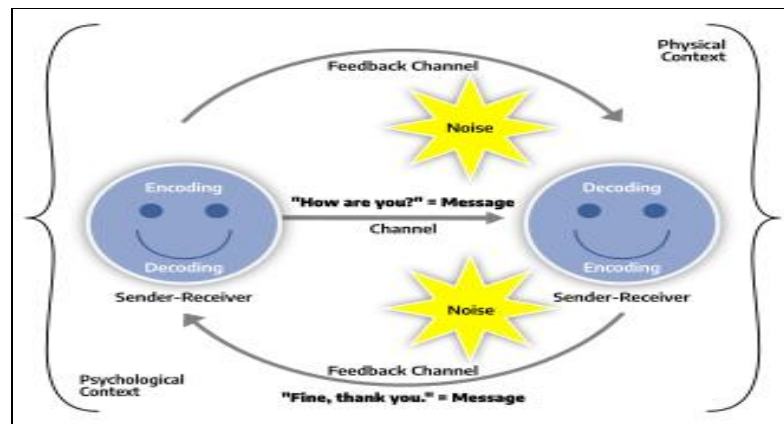 Physical
Context
Feedback Channel
Noise
Encoding
Decoding
"How are you?" = Message
Channel
Decoding
Encoding
Sender-Receiver
Noise
Sender-Receiver
Feedback Channel
Psychological
Context
"Fine, thank you." = Message